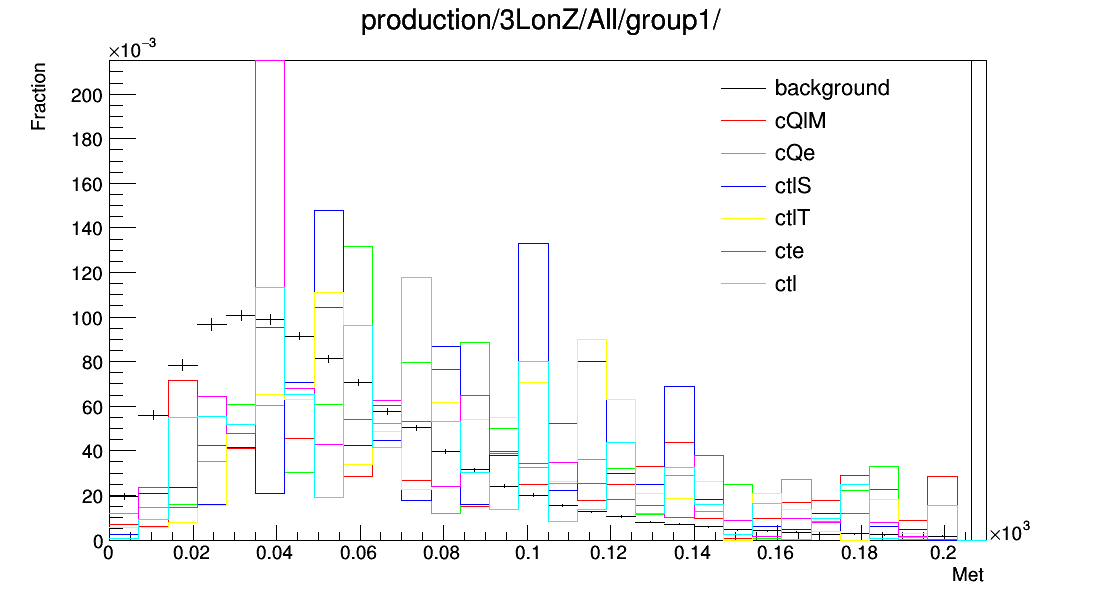 production/3LonZ/All/group1/
×10⁻³
Fraction
200
180
160
140
120
100
80
60
40
20
0
background
cQlM
cQe
ctlS
ctlT
cte
ctl
0 0.02 0.04 0.06 0.08 0.1 0.12 0.14 0.16 0.18 0.2
×10³
Met